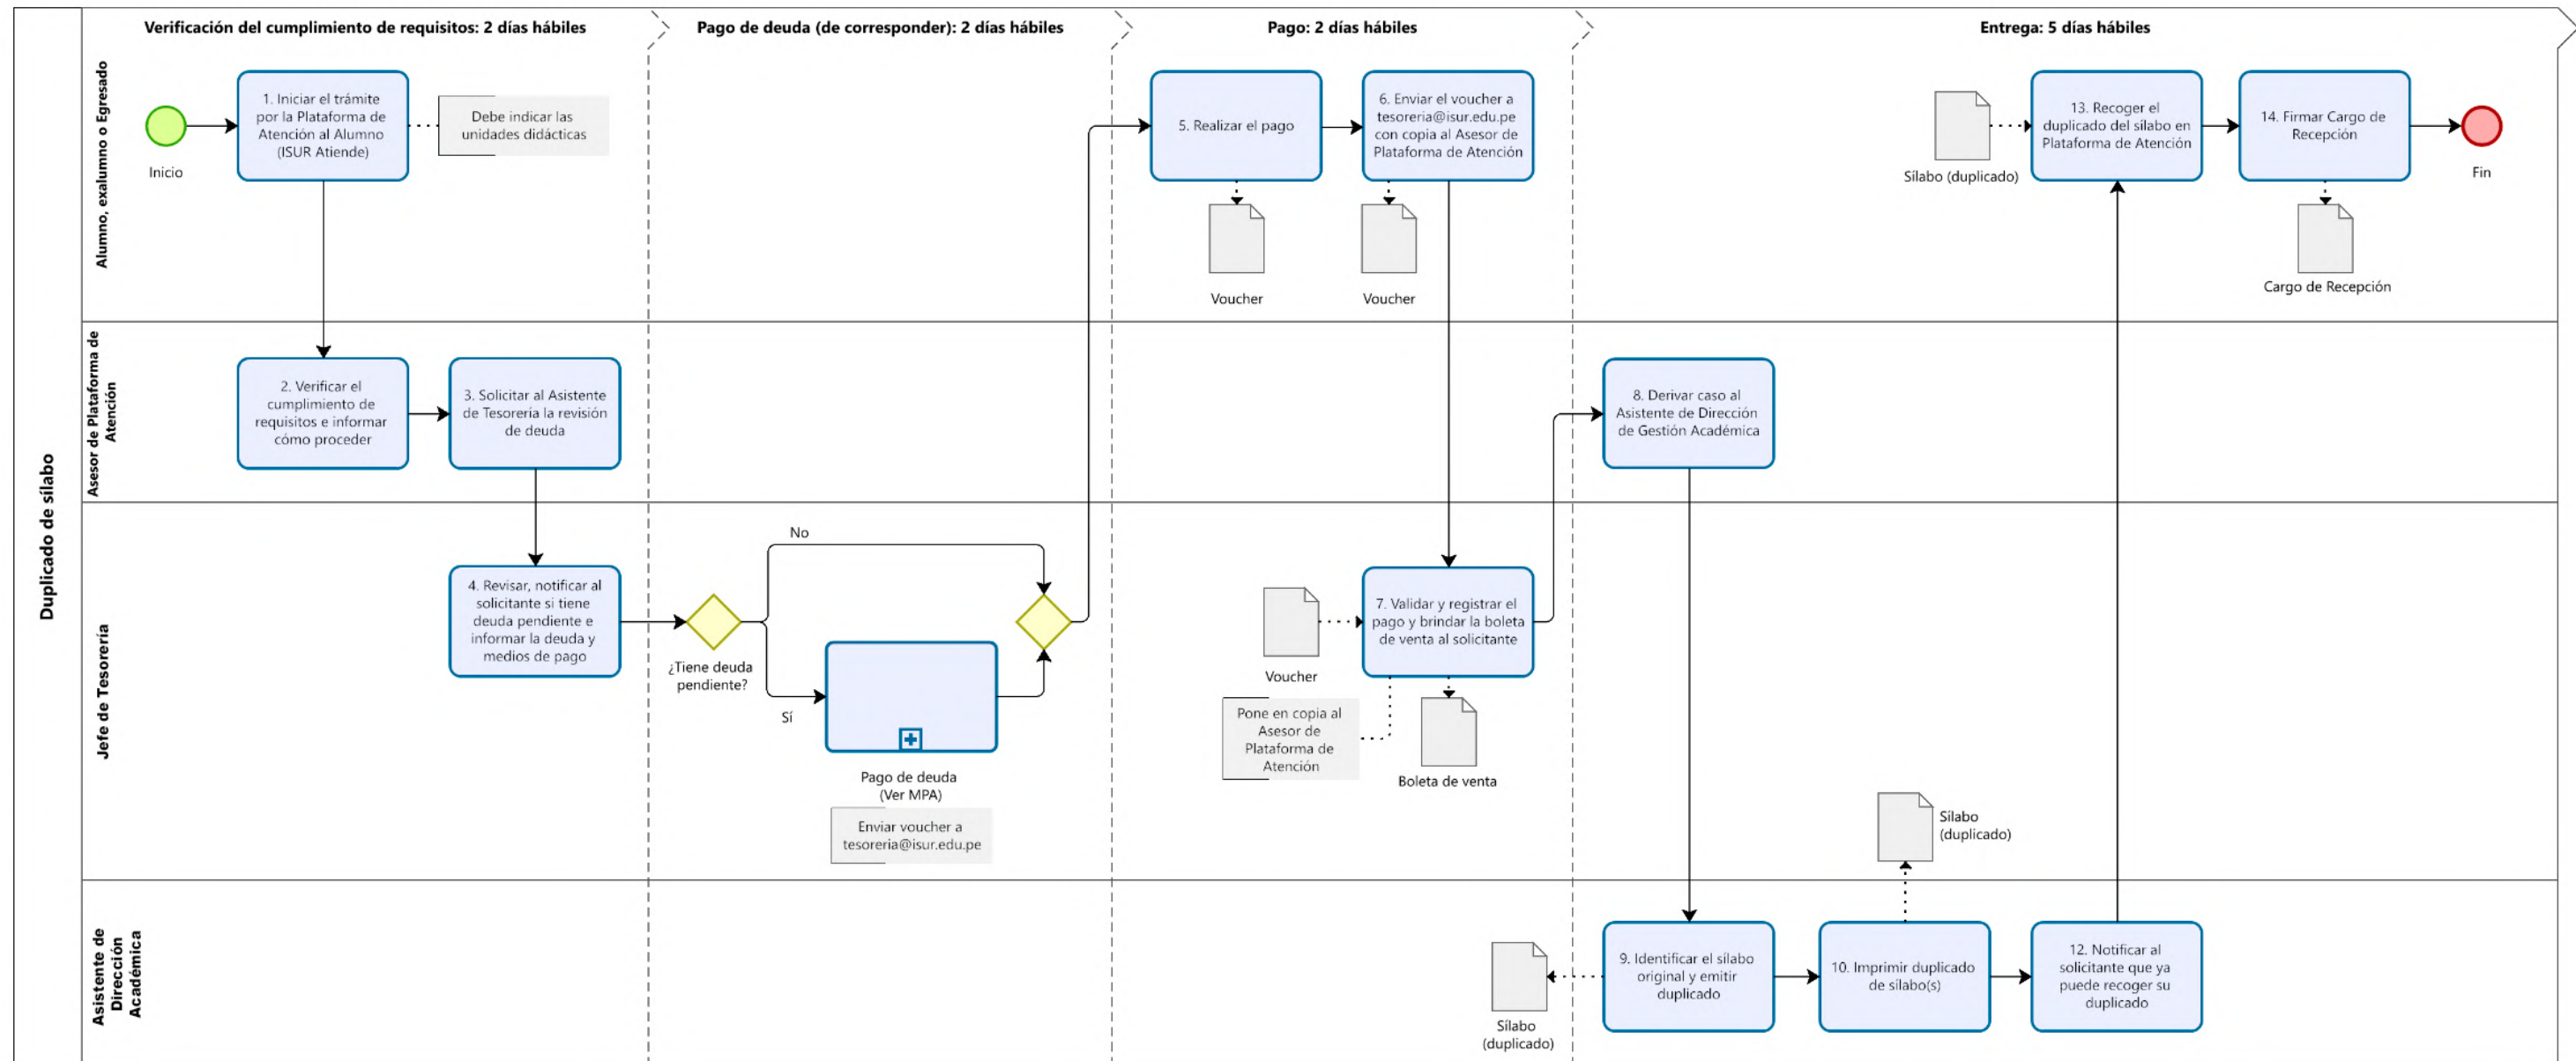 Duplicado de sílabo
Verificación del cumplimiento de requisitos: 2 días hábiles
Pago de deuda (de corresponder): 2 días hábiles
Pago: 2 días hábiles
Entrega: 5 días hábiles
Alumno, exalumno o Egresado
Inicio
1. Iniciar el trámite
por la Plataforma de
Atención al Alumno
(ISUR Atiende)
Debe indicar las
unidades didácticas
5. Realizar el pago
Voucher
6. Enviar el voucher a
tesoreria@isur.edu.pe
con copia al Asesor de
Plataforma de Atención
Voucher
Sílabo (duplicado)
13. Recoger el
duplicado del sílabo en
Plataforma de Atención
14. Firmar Cargo de
Recepción
Cargo de Recepción
Fin
Asesor de Plataforma de
Atención
2. Verificar el
cumplimiento de
requisitos e informar
cómo proceder
3. Solicitar al Asistente
de Tesorería la revisión
de deuda
8. Derivar caso al
Asistente de Dirección
de Gestión Académica
Jefe de Tesorería
4. Revisar, notificar al
solicitante si tiene
deuda pendiente e
informar la deuda y
medios de pago
¿Tiene deuda
pendiente?
No
Sí
Pago de deuda
(Ver MPA)
Enviar voucher a
tesoreria@isur.edu.pe
Voucher
7. Validar y registrar el
pago y brindar la boleta
de venta al solicitante
Pone en copia al
Asesor de
Plataforma de
Atención
Boleta de venta
Sílabo
(duplicado)
Asistente de
Dirección
Académica
Sílabo
(duplicado)
9. Identificar el sílabo
original y emitir
duplicado
10. Imprimir duplicado
de sílabo(s)
12. Notificar al
solicitante que ya
puede recoger su
duplicado